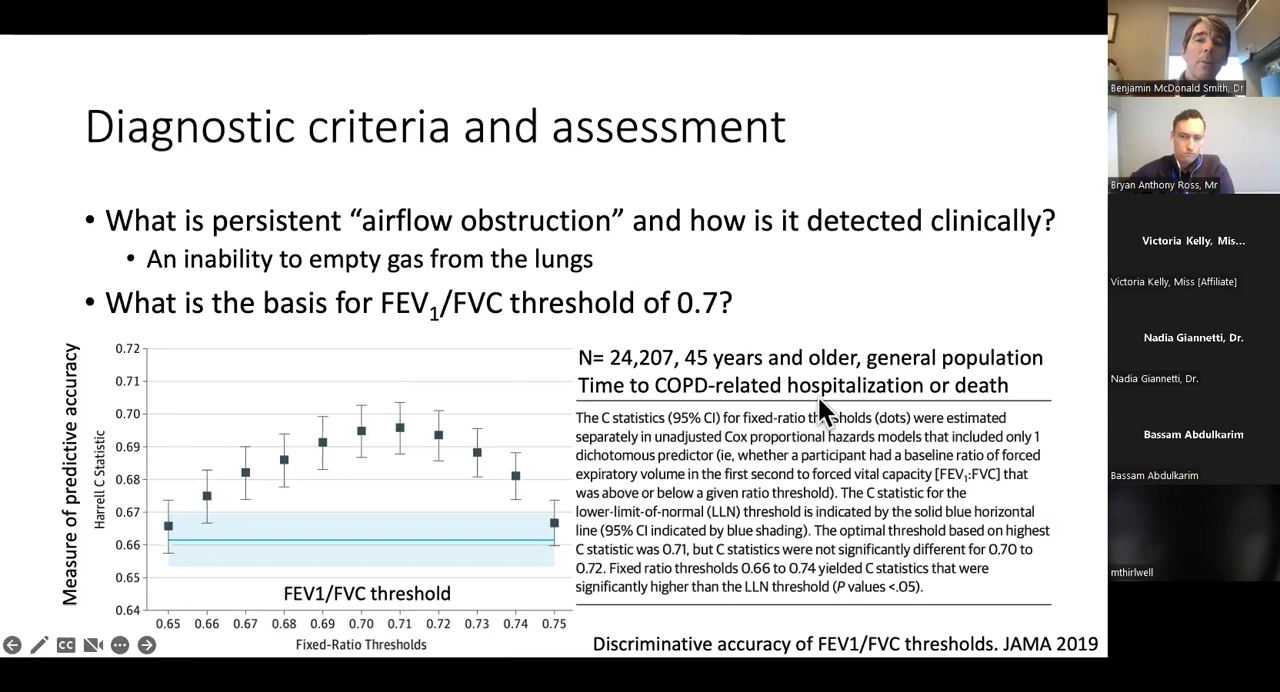 Diagnostic criteria and assessment
• What is persistent “airflow obstruction” and how is it detected clinically?
• An inability to empty gas from the lungs
• What is the basis for FEV1/FVC threshold of 0.7?
Measure of predictive accuracy
Harrell C Statistic
0.72
0.71
0.70
0.69
0.68
0.67
0.66
0.65
0.64
FEV1/FVC threshold
0.65 0.66 0.67 0.68 0.69 0.70 0.71 0.72 0.73 0.74 0.75
Fixed-Ratio Thresholds
N= 24,207, 45 years and older, general population
Time to COPD-related hospitalization or death
The C statistics (95% CI) for fixed-ratio thresholds (dots) were estimated
separately in unadjusted Cox proportional hazards models that included only 1
dichotomous predictor (ie, whether a participant had a baseline ratio of forced
expiratory volume in the first second to forced vital capacity [FEV1:FVC] that
was above or below a given ratio threshold). The C statistic for the
lower-limit-of-normal (LLN) threshold is indicated by the solid blue horizontal
line (95% CI indicated by blue shading). The optimal threshold based on highest
C statistic was 0.71, but C statistics were not significantly different for 0.70 to
0.72. Fixed ratio thresholds 0.66 to 0.74 yielded C statistics that were
significantly higher than the LLN threshold (P values <.05).
Discriminative accuracy of FEV1/FVC thresholds. JAMA 2019
CC
Benjamin McDonald Smith, Dr
Bryan Anthony Ross, Mr
Victoria Kelly, Mis...
Victoria Kelly, Miss [Affiliate]
Nadia Giannetti, Dr.
Nadia Giannetti, Dr.
Bassam Abdulkarim
Bassam Abdulkarim
mthirlwell